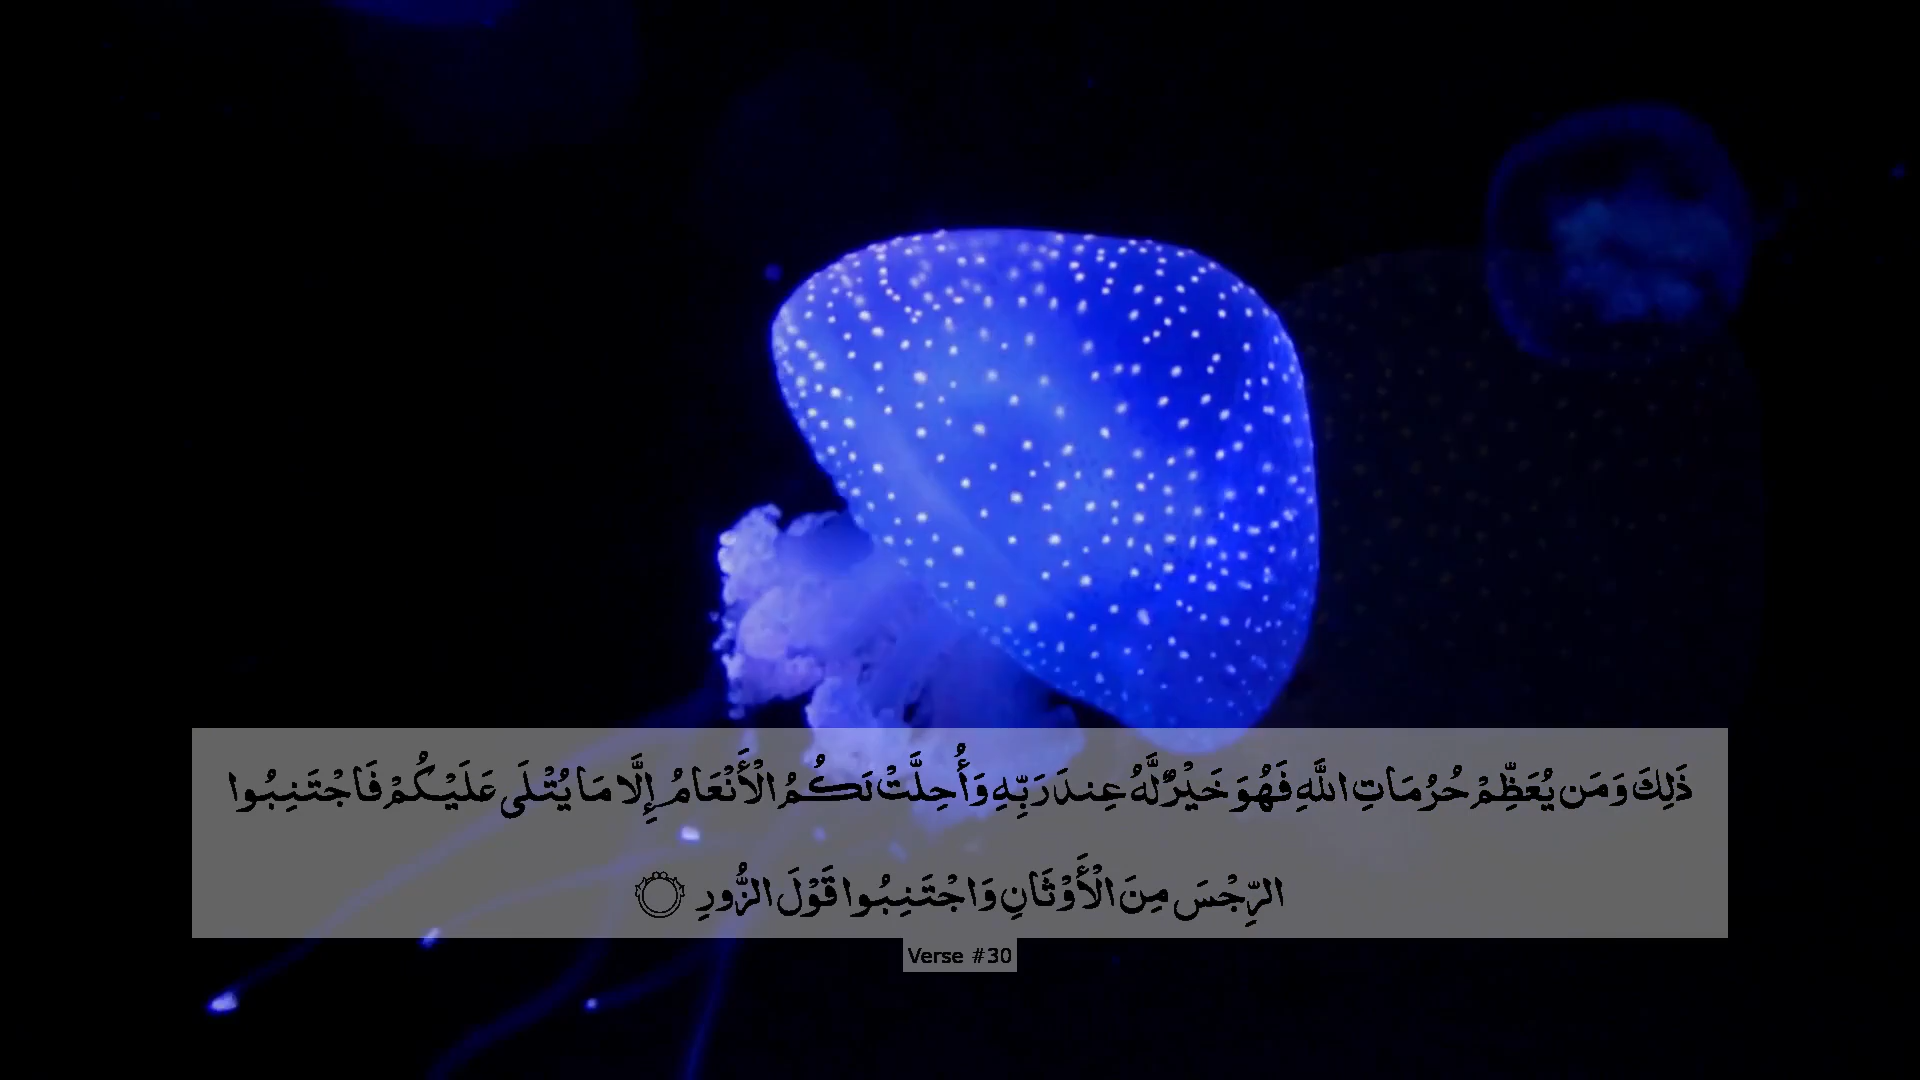 ذَلِكَ وَمَن يُعَظِّمْ حُرُمَاتِ اللَّهِ فَهُوَ خَيْرٌ لَّهُ عِندَ رَبِّهِ وَأُحِلَّتْ لَكُمُ الْأَنْعَامُ إِلَّا مَا يُتْلَى عَلَيْكُمْ فَاجْتَنِبُوا
الرِّجْسَ مِنَ الْأَوْثَانِ وَاجْتَنِبُوا قَوْلَ الزُّورِ ۝
Verse #30